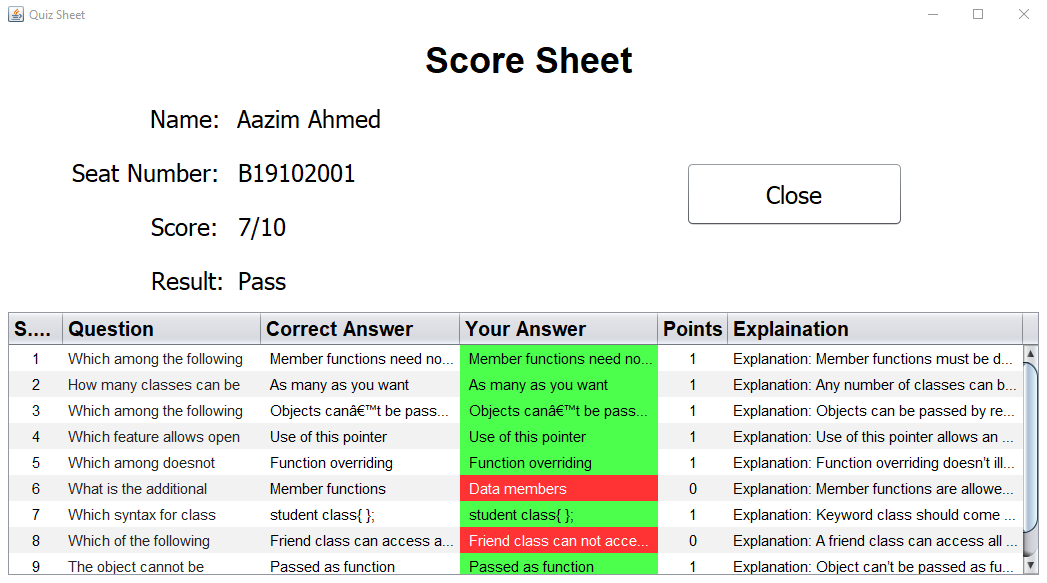 Quiz Sheet
Score Sheet
Name: Aazim Ahmed
Seat Number: B19102001
Close
Score: 7/10
Result: Pass
S.... Question Correct Answer Your Answer Points Explaination
1 Which among the following Member functions need no... Member functions need no... 1 Explanation: Member functions must be d...
2 How many classes can be As many as you want As many as you want 1 Explanation: Any number of classes can b...
3 Which among the following Objects canâ€™t be pass... Objects canâ€™t be pass... 1 Explanation: Objects can be passed by re...
4 Which feature allows open Use of this pointer Use of this pointer 1 Explanation: Use of this pointer allows an ...
5 Which among doesnot Function overriding Function overriding 1 Explanation: Function overriding doesn’t ill...
6 What is the additional Member functions Data members 0 Explanation: Member functions are allowe...
7 Which syntax for class student class{ }; student class{ }; 1 Explanation: Keyword class should come ...
8 Which of the following Friend class can access a... Friend class can not acce... 0 Explanation: A friend class can access all ...
9 The object cannot be Passed as function Passed as function 1 Explanation: Object can’t be passed as fu...